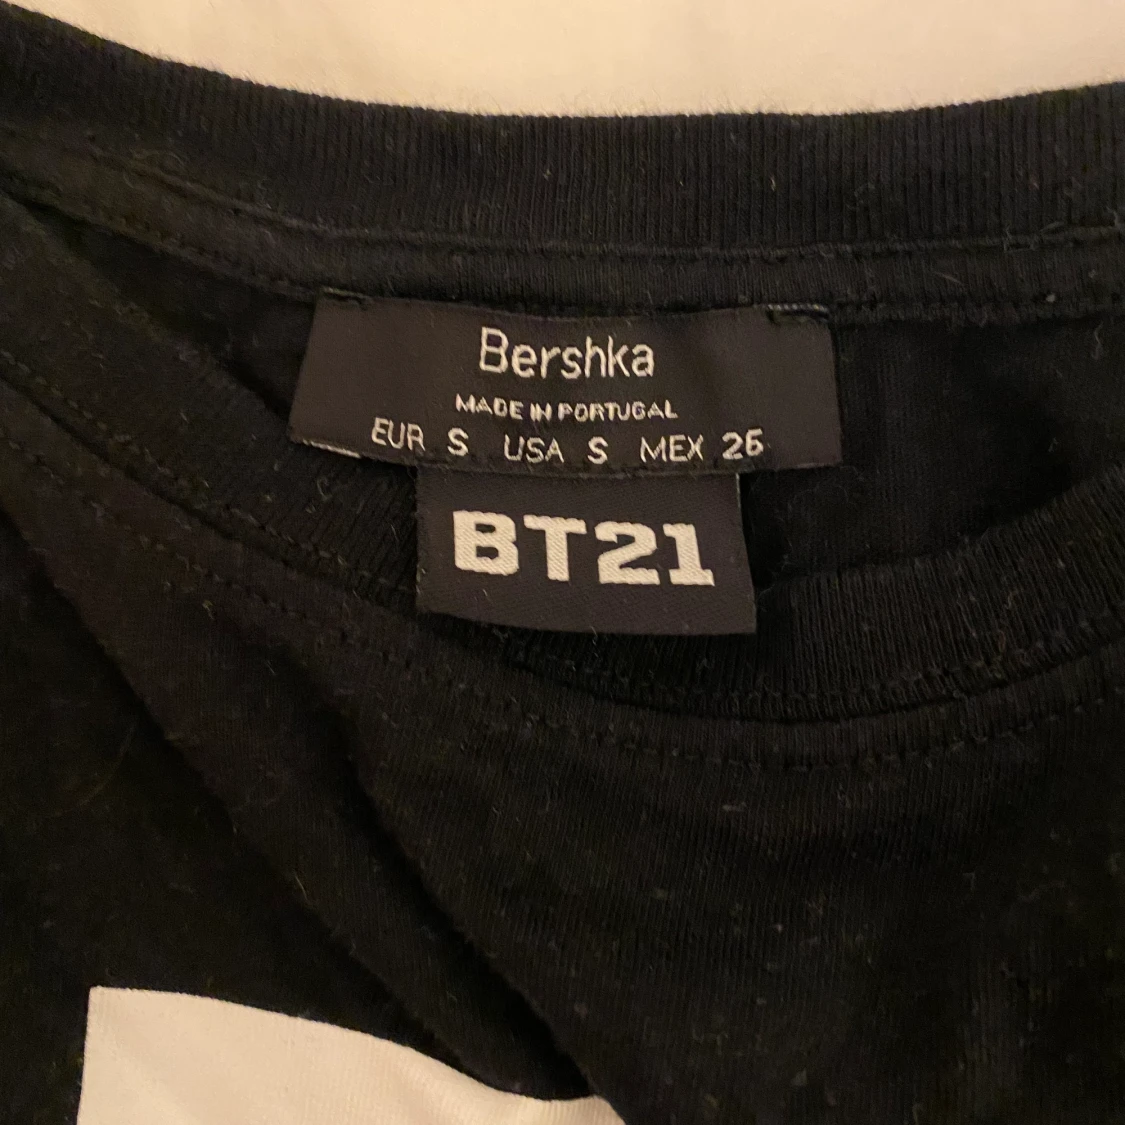 Bershka
MADE IN PORTUGAL
EUR S USA S MEX 26
BT21